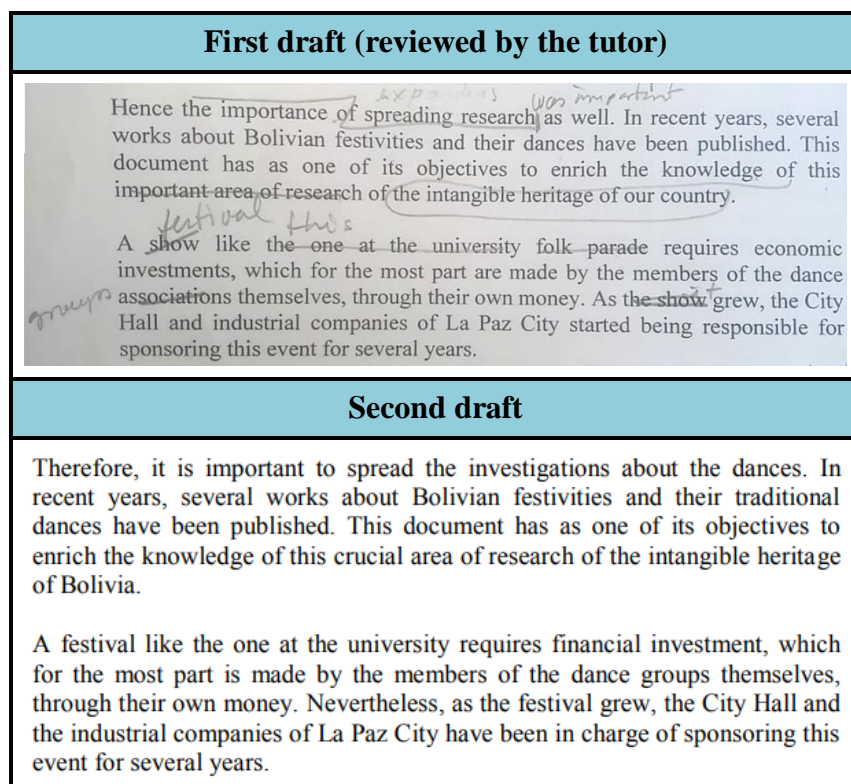 First draft (reviewed by the tutor)
expanding was important
Hence the importance of spreading research as well. In recent years, several
works about Bolivian festivities and their dances have been published. This
document has as one of its objectives to enrich the knowledge of this
important area of research of the intangible heritage of our country.
festival this
A show like the one at the university folk parade requires economic
investments, which for the most part are made by the members of the dance
groups associations themselves, through their own money. As the show it grew, the City
Hall and industrial companies of La Paz City started being responsible for
sponsoring this event for several years.
Second draft
Therefore, it is important to spread the investigations about the dances. In
recent years, several works about Bolivian festivities and their traditional
dances have been published. This document has as one of its objectives to
enrich the knowledge of this crucial area of research of the intangible heritage
of Bolivia.
A festival like the one at the university requires financial investment, which
for the most part is made by the members of the dance groups themselves,
through their own money. Nevertheless, as the festival grew, the City Hall and
the industrial companies of La Paz City have been in charge of sponsoring this
event for several years.